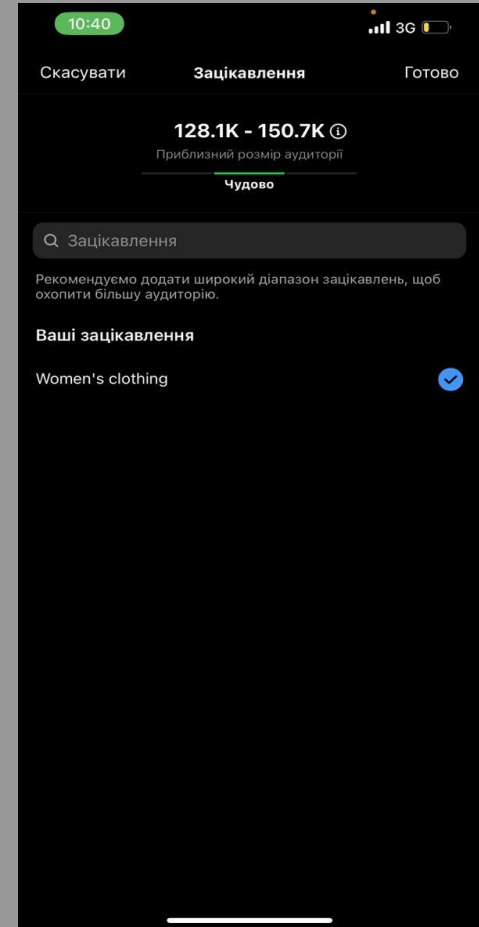 10:40
3G
Скасувати Зацікавлення Готово
128.1K - 150.7K
Приблизний розмір аудиторії
Чудово
Зацікавлення
Рекомендуємо додати широкий діапазон зацікавлень, щоб
охопити більшу аудиторію.
Ваші зацікавлення
Women's clothing